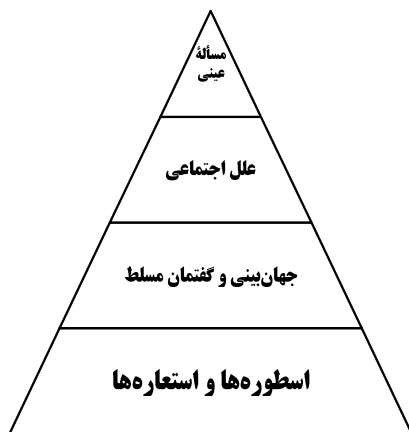 مسألهٔ
عینی
علل اجتماعی
جهان‌بینی و گفتمان مسلط
اسطوره‌ها و استعاره‌ها